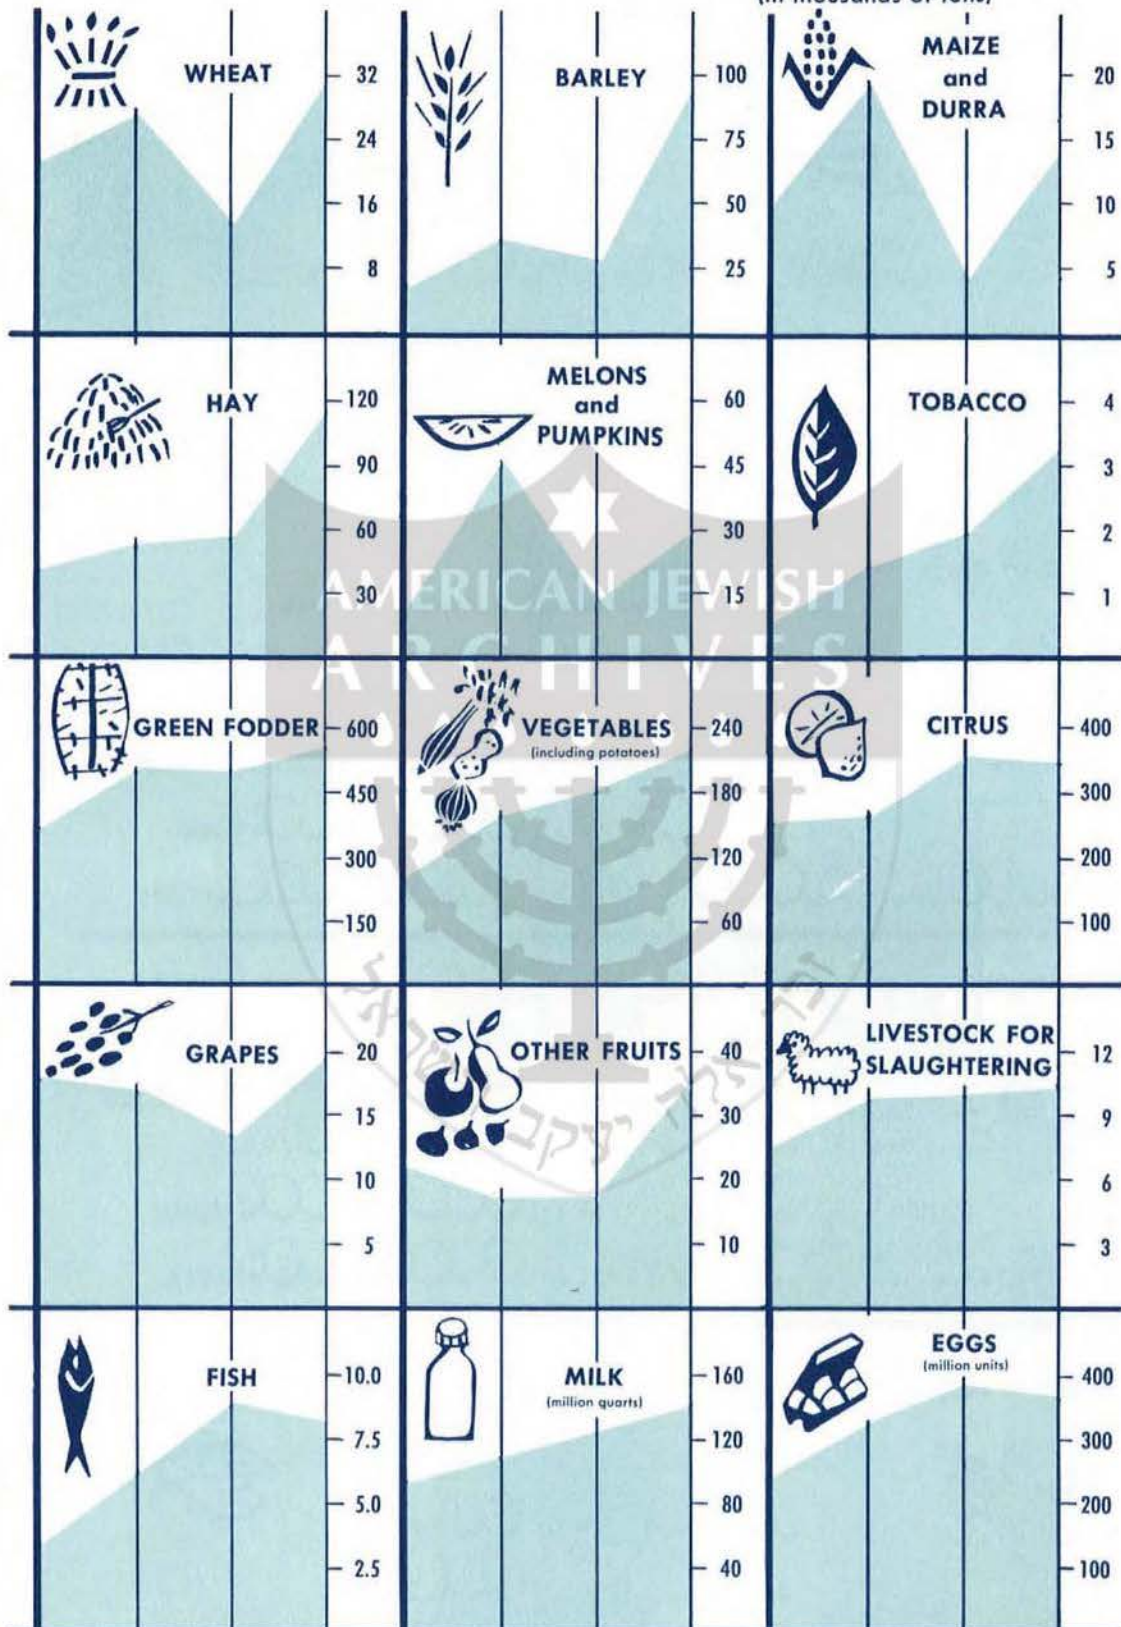 (in thousands of tons)
WHEAT
32
24
16
8
BARLEY
100
75
50
25
MAIZE
and
DURRA
20
15
10
5
HAY
120
90
60
30
MELONS
and
PUMPKINS
60
45
30
15
TOBACCO
4
3
2
1
AMERICAN JEWISH
ARCHIVES
GREEN FODDER
600
450
300
150
VEGETABLES
(including potatoes)
240
180
120
60
CITRUS
400
300
200
100
GRAPES
20
15
10
5
OTHER FRUITS
40
30
20
10
LIVESTOCK FOR
SLAUGHTERING
12
9
6
3
זכר אלה יעקב ישראל
FISH
10.0
7.5
5.0
2.5
MILK
(million quarts)
160
120
80
40
EGGS
(million units)
400
300
200
100